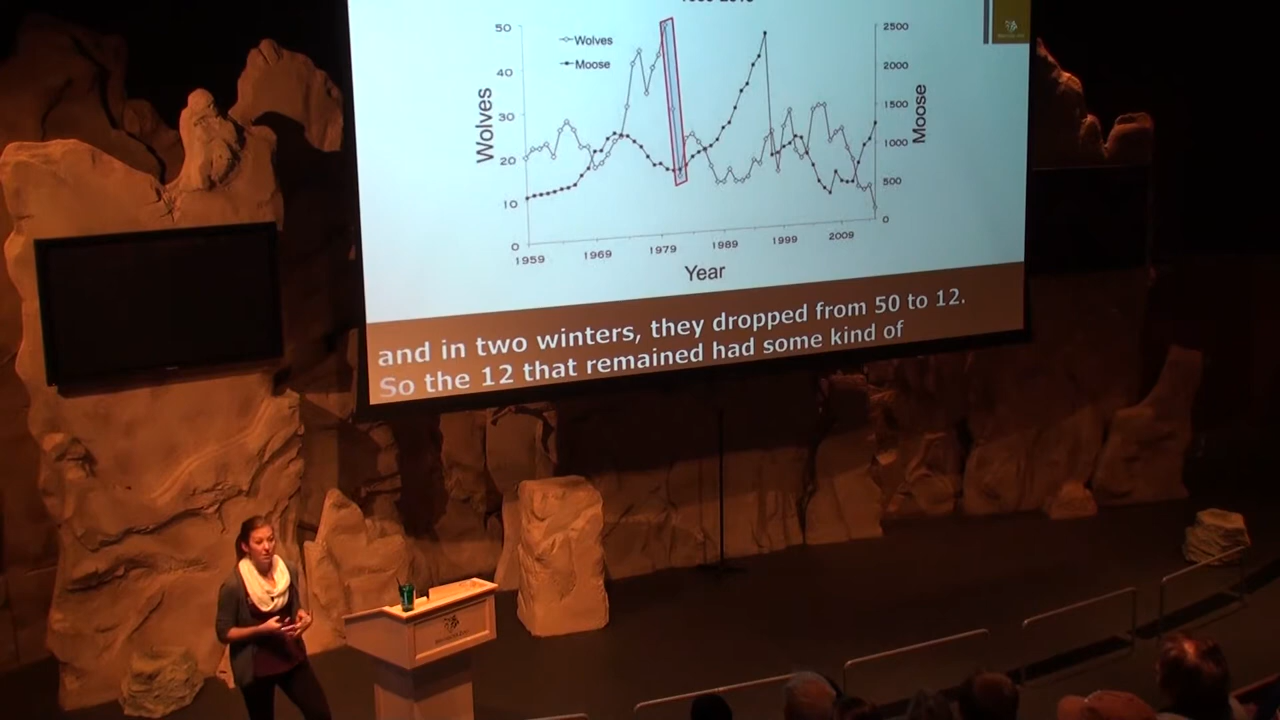 50
40
30
20
10
0
Wolves
Wolves
Moose
2500
2000
1500
1000
500
0
Moose
1959
1969
1979
1989
1999
2009
Year
and in two winters, they dropped from 50 to 12.
So the 12 that remained had some kind of